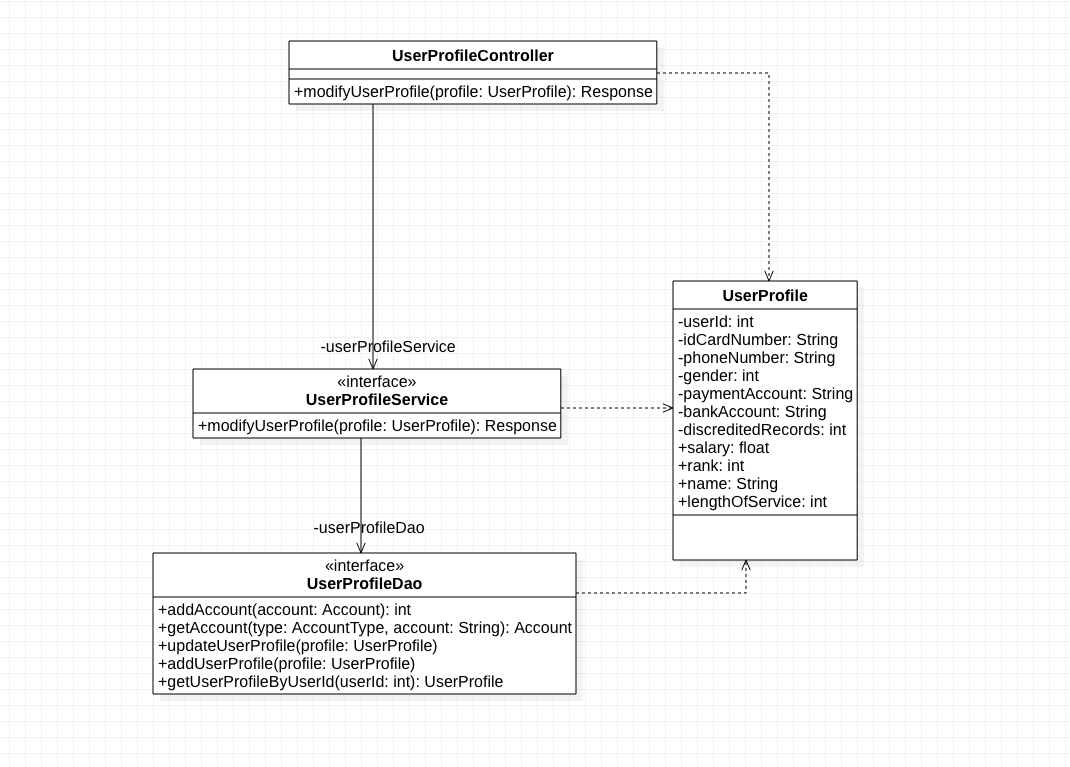 UserProfileController
+modifyUserProfile(profile: UserProfile): Response
-userProfileService
«interface»
UserProfileService
+modifyUserProfile(profile: UserProfile): Response
-userProfileDao
«interface»
UserProfileDao
+addAccount(account: Account): int
+getAccount(type: AccountType, account: String): Account
+updateUserProfile(profile: UserProfile)
+addUserProfile(profile: UserProfile)
+getUserProfileByUserId(userId: int): UserProfile
UserProfile
-userId: int
-idCardNumber: String
-phoneNumber: String
-gender: int
-paymentAccount: String
-bankAccount: String
-discreditedRecords: int
+salary: float
+rank: int
+name: String
+lengthOfService: int